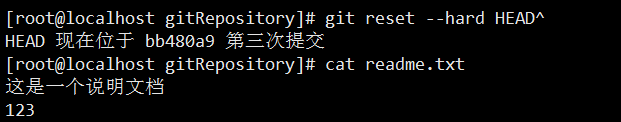 [root@localhost gitRepository]# git reset --hard HEAD^
HEAD 现在位于 bb480a9 第三次提交
[root@localhost gitRepository]# cat readme.txt
这是一个说明文档
123